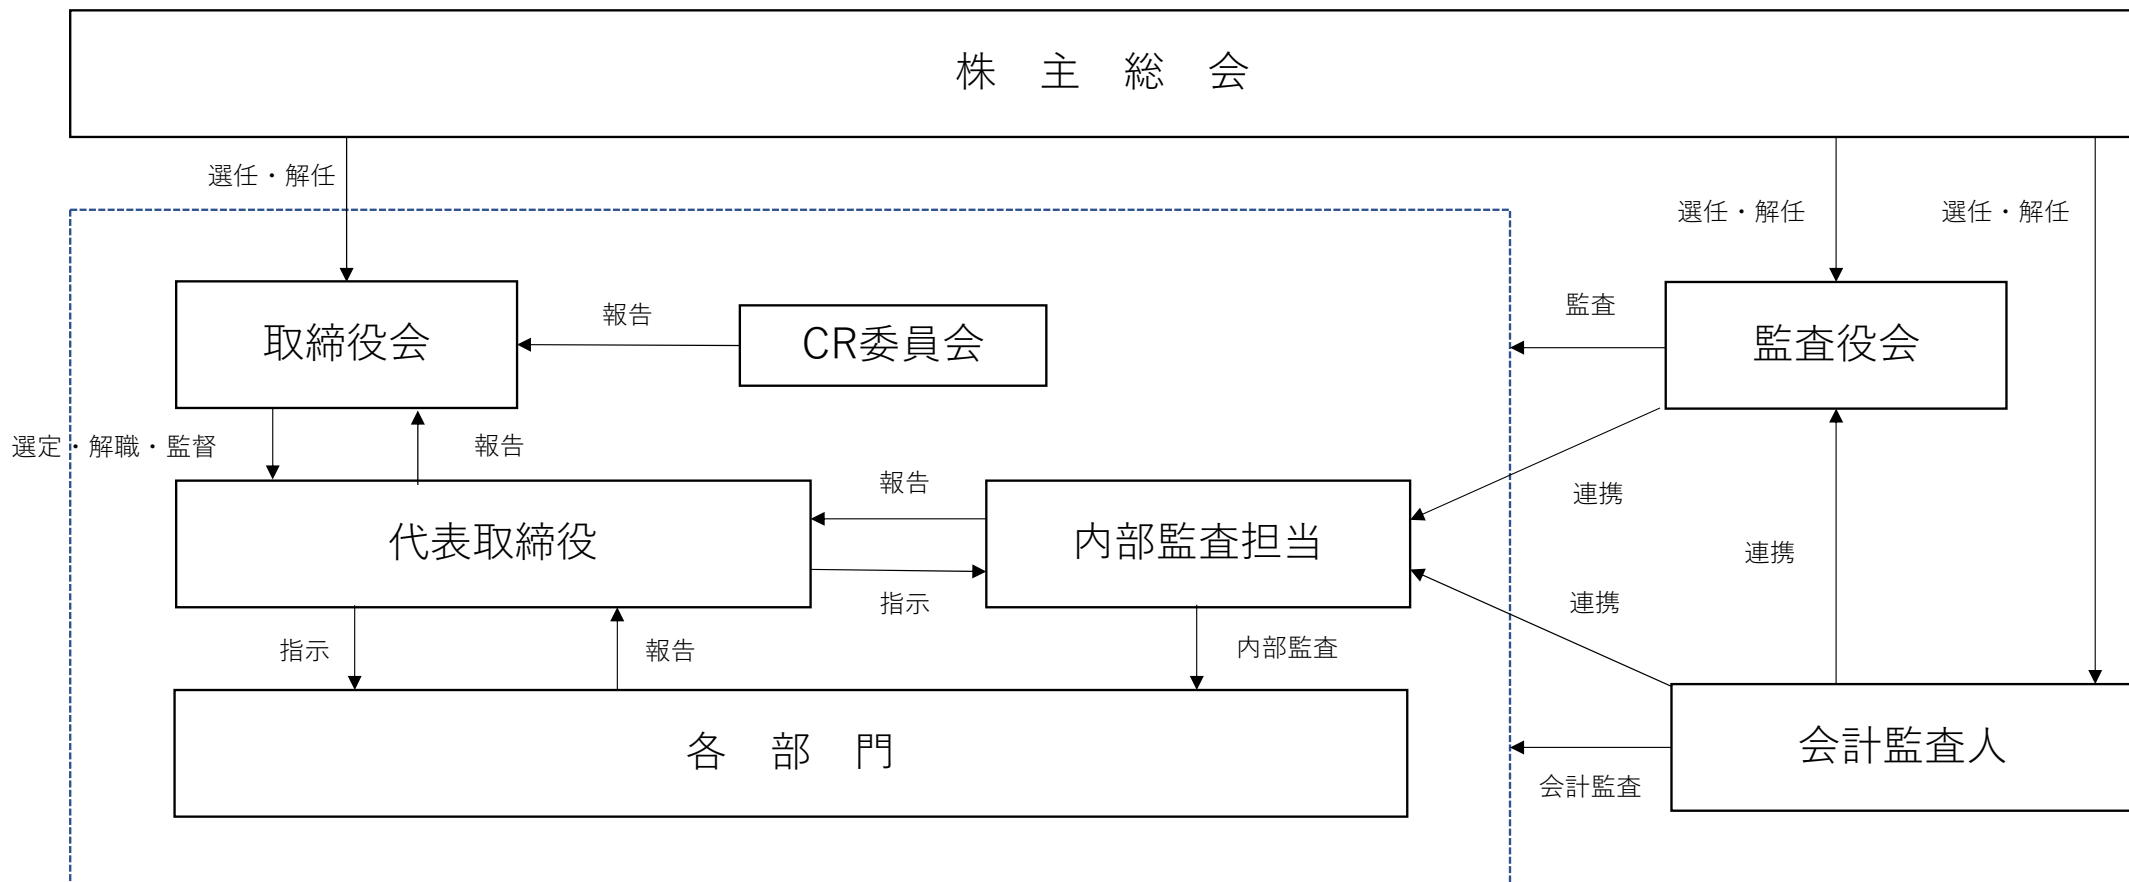 株　主　総　会
選任・解任
選任・解任
選任・解任
取締役会
報告
CR委員会
監査
監査役会
選定・解職・監督
報告
代表取締役
報告
指示
内部監査担当
連携
連携
連携
指示
報告
内部監査
各　部　門
会計監査人
会計監査